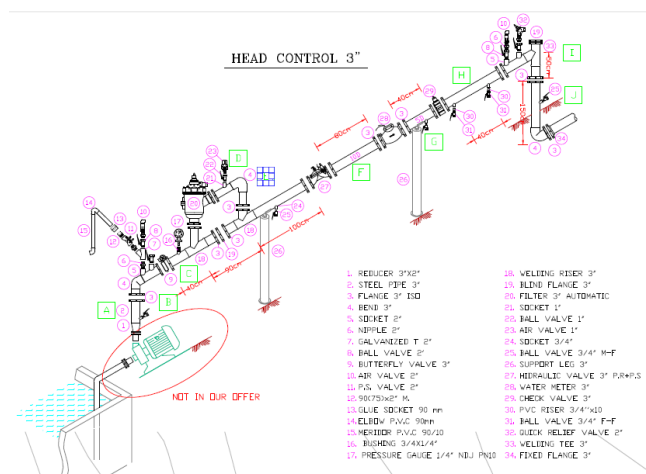 HEAD CONTROL 3"
NOT IN OUR OFFER
A
B
C
D
F
G
H
I
J
40cm
90cm
100cm
80cm
40cm
40cm
60cm
1. REDUCER 3"X2"
2. STEEL PIPE 3"
3. FLANGE 3" ISO
4. BEND 3"
5. SOCKET 2"
6. NIPPLE 2"
7. GALVANIZED T 2"
8. BALL VALVE 2"
9. BUTTERFLY VALVE 3"
10. AIR VALVE 2"
11. P.S. VALVE 2"
12. 90(75)x2" M.
13. GLUE SOCKET 90 mm
14. ELBOW P.V.C 90mm
15. MERIDOR P.V.C 90/10
16. BUSHING 3/4X1/4"
17. PRESSURE GAUGE 1/4" NDJ PN10
18. WELDING RISER 3"
19. BLIND FLANGE 3"
20. FILTER 3" AUTOMATIC
21. SOCKET 1"
22. BALL VALVE 1"
23. AIR VALVE 1"
24. SOCKET 3/4"
25. BALL VALVE 3/4" M-F
26. SUPPORT LEG 3"
27. HIDRAULIC VALVE 3" P.R+P.S
28. WATER METER 3"
29. CHECK VALVE 3"
30. PVC RISER 3/4"x10
31. BALL VALVE 3/4" F-F
32. QUICK RELIEF VALVE 2"
33. WELDING TEE 3"
34. FIXED FLANGE 3"